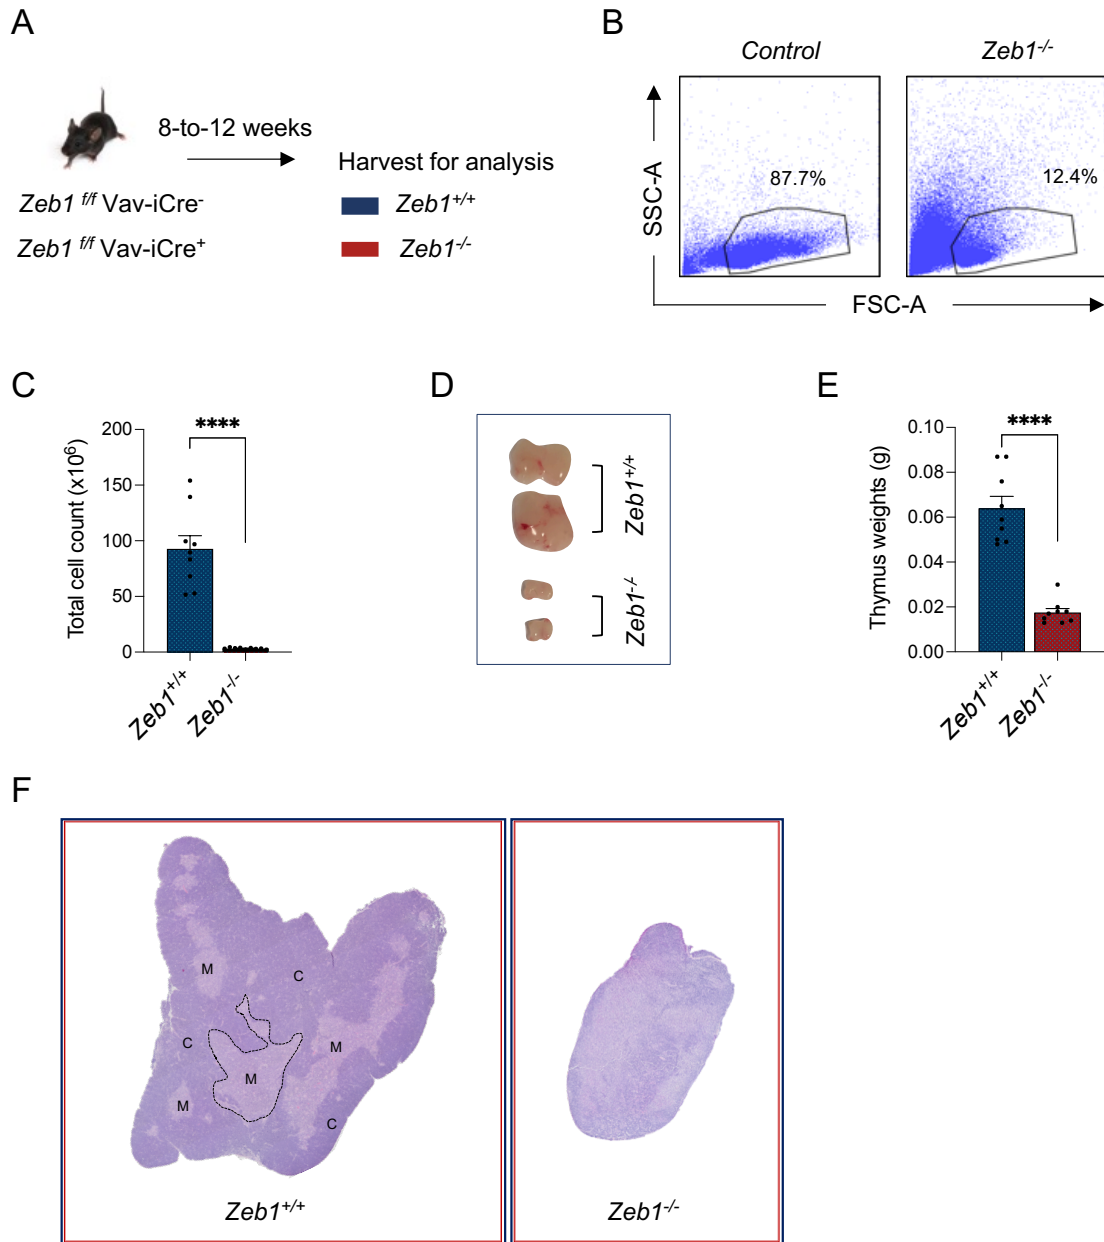 A
8-to-12 weeks
Harvest for analysis
Zeb1 f/f Vav-iCre-
Zeb1+/+
Zeb1 f/f Vav-iCre+
Zeb1-/-
B
Control
Zeb1-/-
SSC-A
87.7%
12.4%
FSC-A
C
****
Total cell count (x10⁶)
200
150
100
50
0
Zeb1+/+
Zeb1-/-
D
Zeb1+/+
Zeb1-/-
E
****
Thymus weights (g)
0.10
0.08
0.06
0.04
0.02
0.00
Zeb1+/+
Zeb1-/-
F
M
C
C
M
M
M
C
Zeb1+/+
Zeb1-/-